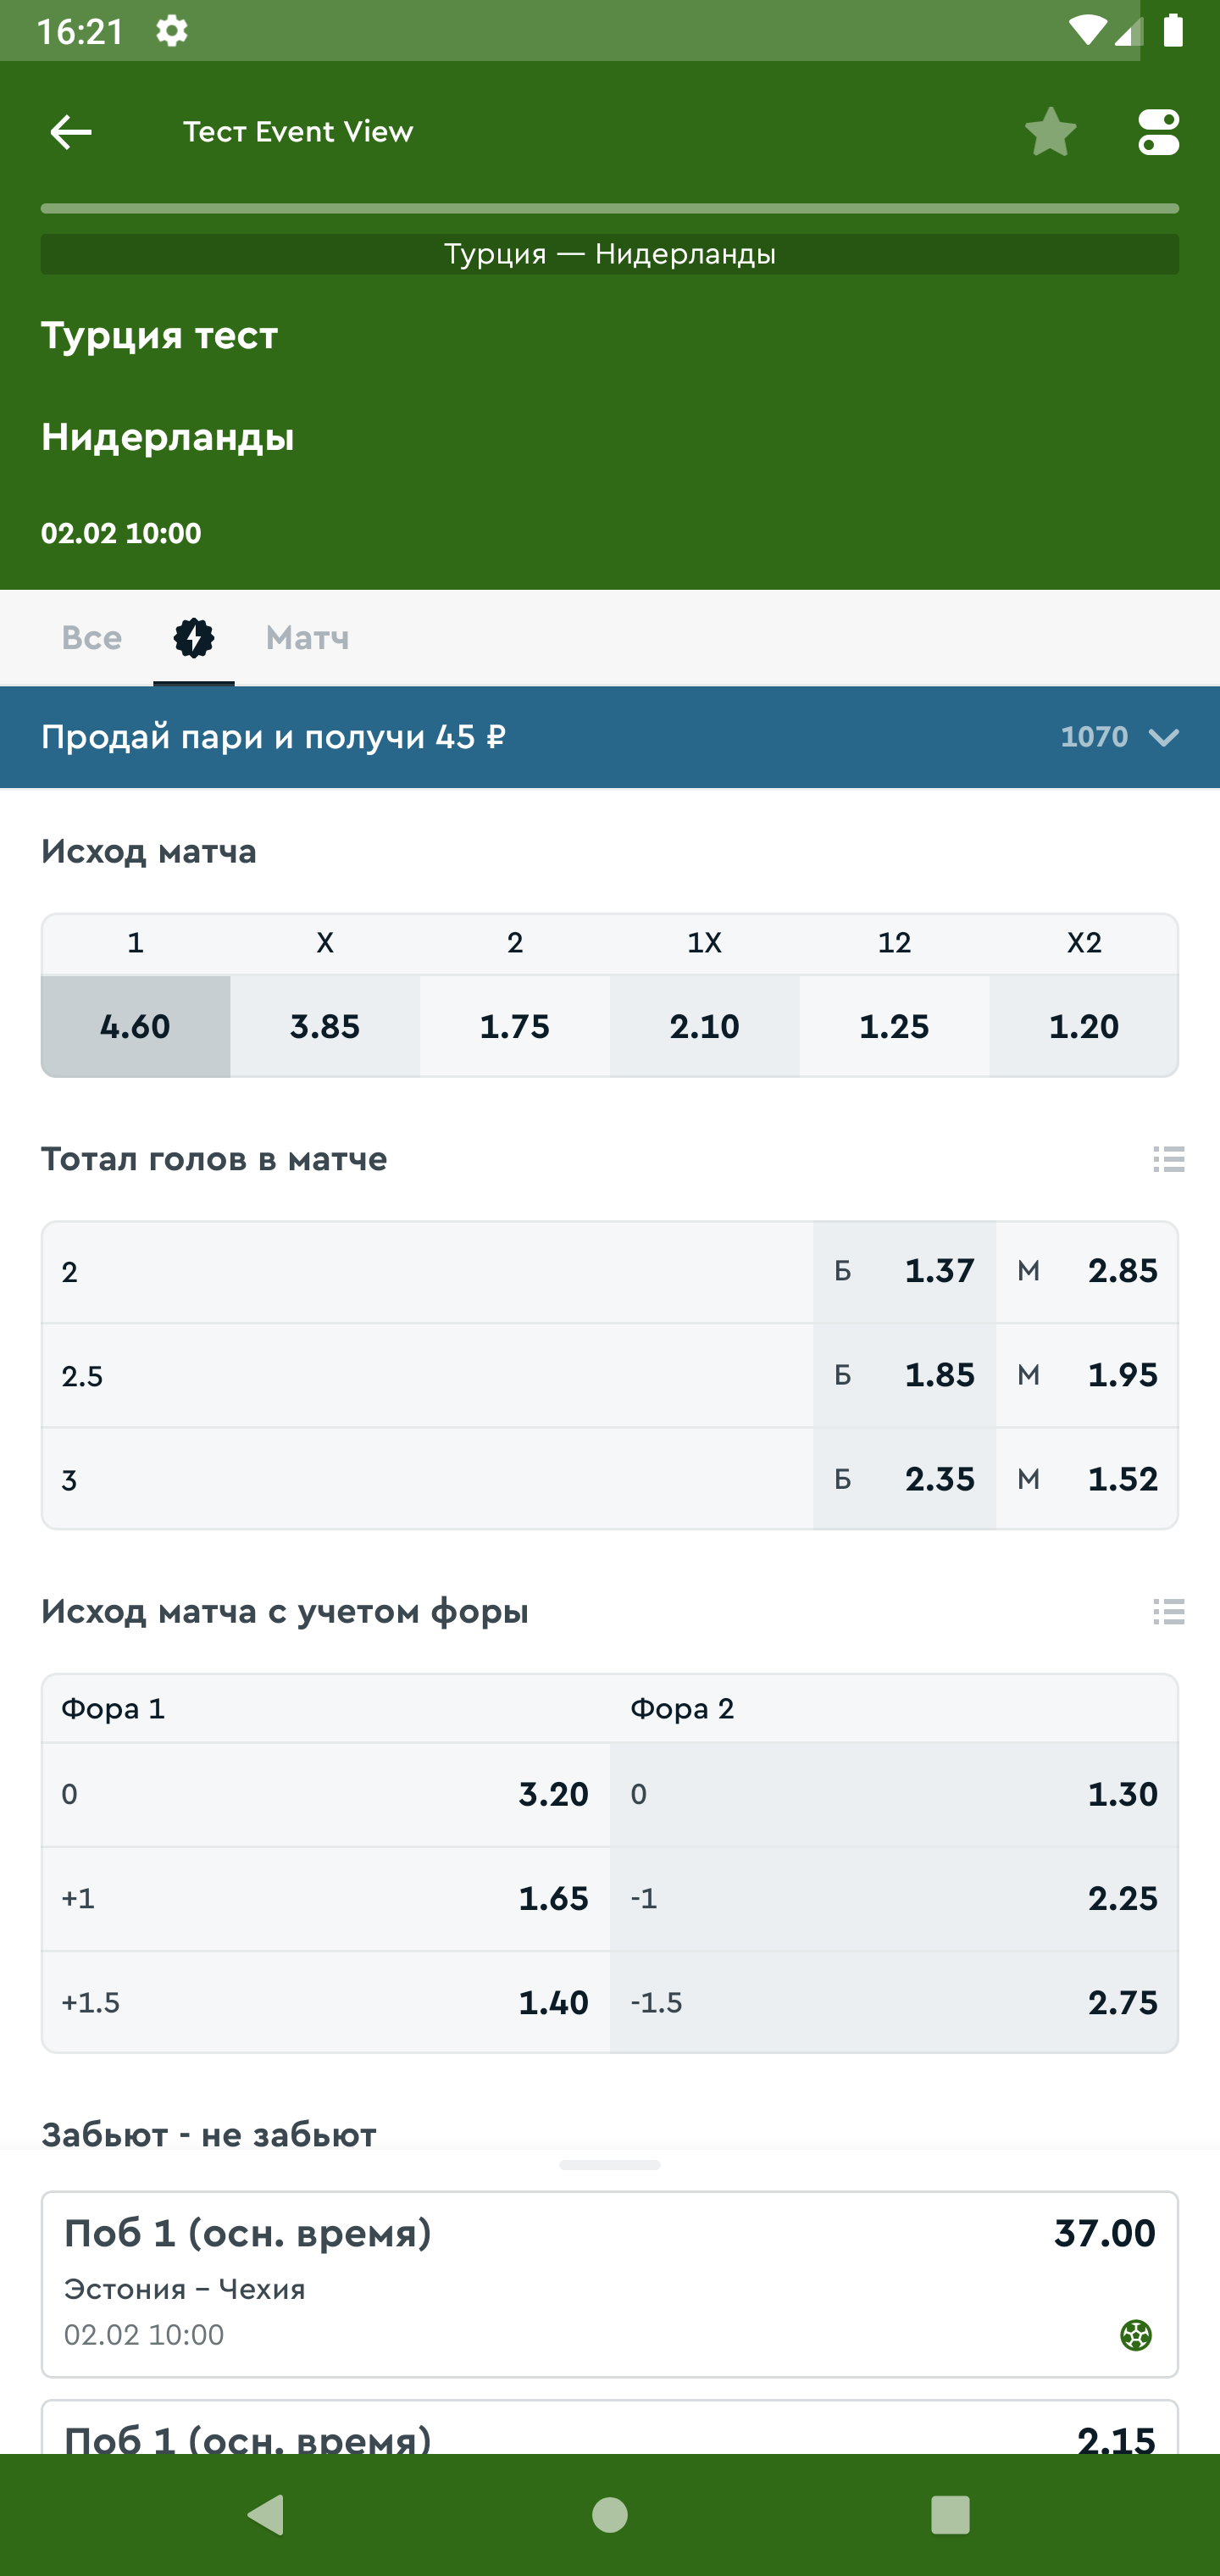 16:21
Тест Event View
Турция — Нидерланды
Турция тест
Нидерланды
02.02 10:00
Все Матч
Продай пари и получи 45 ₽ 1070
Исход матча
1 X 2 1X 12 X2
4.60 3.85 1.75 2.10 1.25 1.20
Тотал голов в матче
2 Б 1.37 М 2.85
2.5 Б 1.85 М 1.95
3 Б 2.35 М 1.52
Исход матча с учетом форы
Фора 1 Фора 2
0 3.20 0 1.30
+1 1.65 -1 2.25
+1.5 1.40 -1.5 2.75
Забьют - не забьют
Поб 1 (осн. время) 37.00
Эстония – Чехия
02.02 10:00
Поб 1 (осн. время) 2.15